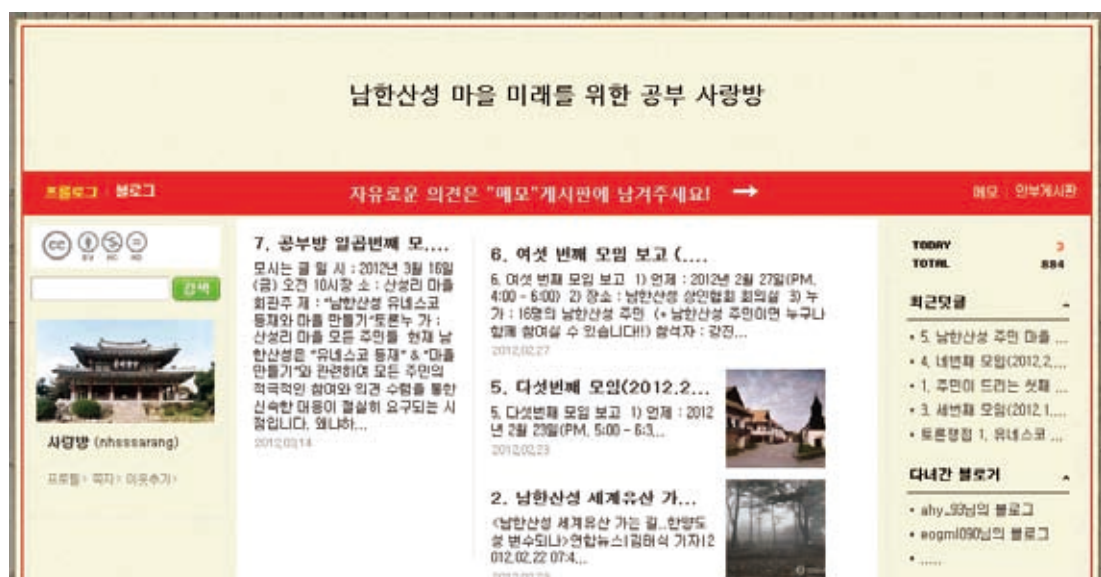 남한산성 마을 미래를 위한 공부 사랑방
프롤로그 블로그
자유로운 의견은 "메모"게시판에 남겨주세요! →
메모 안부게시판
cc
BY NC ND
검색
사랑방 (nhsssarang)
프로필› 쪽지› 이웃추가›
7. 공부방 일곱번째 모....
모시는 글 일 시 : 2012년 3월 16일
(금) 오전 10시장 소 : 산성리 마을
회관주 제 : "남한산성 유네스코
등재와 마을 만들기"토론누 가 :
산성리 마을 모든 주민들 현재 남
한산성은 "유네스코 등재" & "마을
만들기"와 관련하여 모든 주민의
적극적인 참여와 의견 수렴을 통한
신속한 대응이 절실히 요구되는 시
점입니다. 왜냐하...
2012.03.14
6. 여섯 번째 모임 보고 (....
6. 여섯 번째 모임 보고 1) 언제 : 2012년 2월 27일(PM.
4:00 - 6:00) 2) 장소 : 남한산성 상인협회 회의실 3) 누
가 : 16명의 남한산성 주민 (* 남한산성 주민이면 누구나
함께 참여실 수 있습니다!!!) 참석자 : 강진...
2012.02.27
5. 다섯번째 모임(2012.2...
5. 다섯번째 모임 보고 1) 언제 : 2012
년 2월 23일(PM. 5:00 - 6:3...
2012.02.23
2. 남한산성 세계유산 가...
<남한산성 세계유산 가는 길..한양도
성 변수되나>연합뉴스|김태식 기자|2
012.02.22 07:4...
TODAY 3
TOTAL 884
최근덧글
• 5. 남한산성 주민 마을 ...
• 4. 네번째 모임(2012.2....
• 1. 주민이 드리는 첫째 ...
• 3. 세번째 모임(2012.1....
• 토론쟁점 1. 유네스코 ...
다녀간 블로거
• ahy_93님의 블로그
• eogml090님의 블로그
• .....